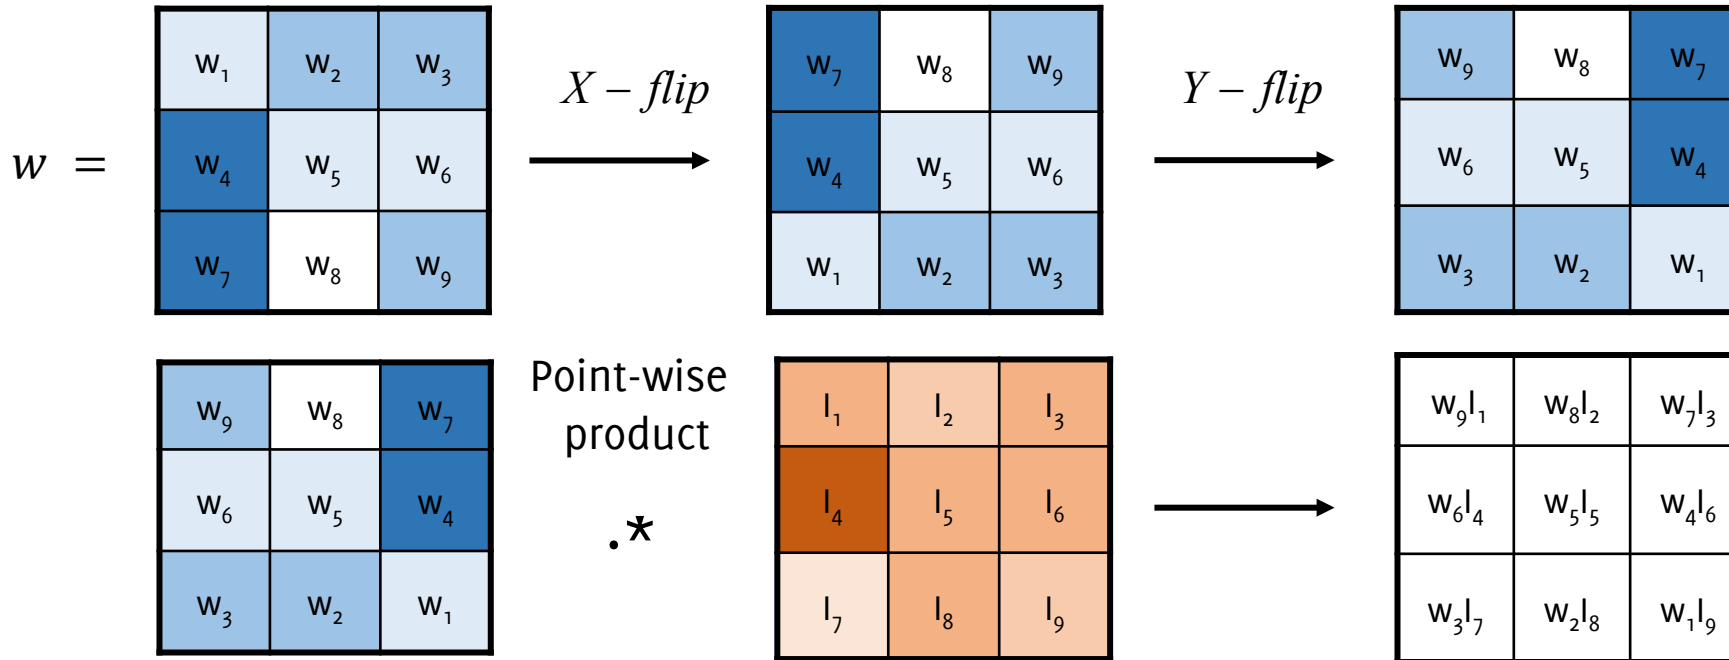 w =
w₁ w₂ w₃
w₄ w₅ w₆
w₇ w₈ w₉
X – flip
w₇ w₈ w₉
w₄ w₅ w₆
w₁ w₂ w₃
Y – flip
w₉ w₈ w₇
w₆ w₅ w₄
w₃ w₂ w₁
w₉ w₈ w₇
w₆ w₅ w₄
w₃ w₂ w₁
Point-wise
product
.*
I₁ I₂ I₃
I₄ I₅ I₆
I₇ I₈ I₉
w₉I₁ w₈I₂ w₇I₃
w₆I₄ w₅I₅ w₄I₆
w₃I₇ w₂I₈ w₁I₉